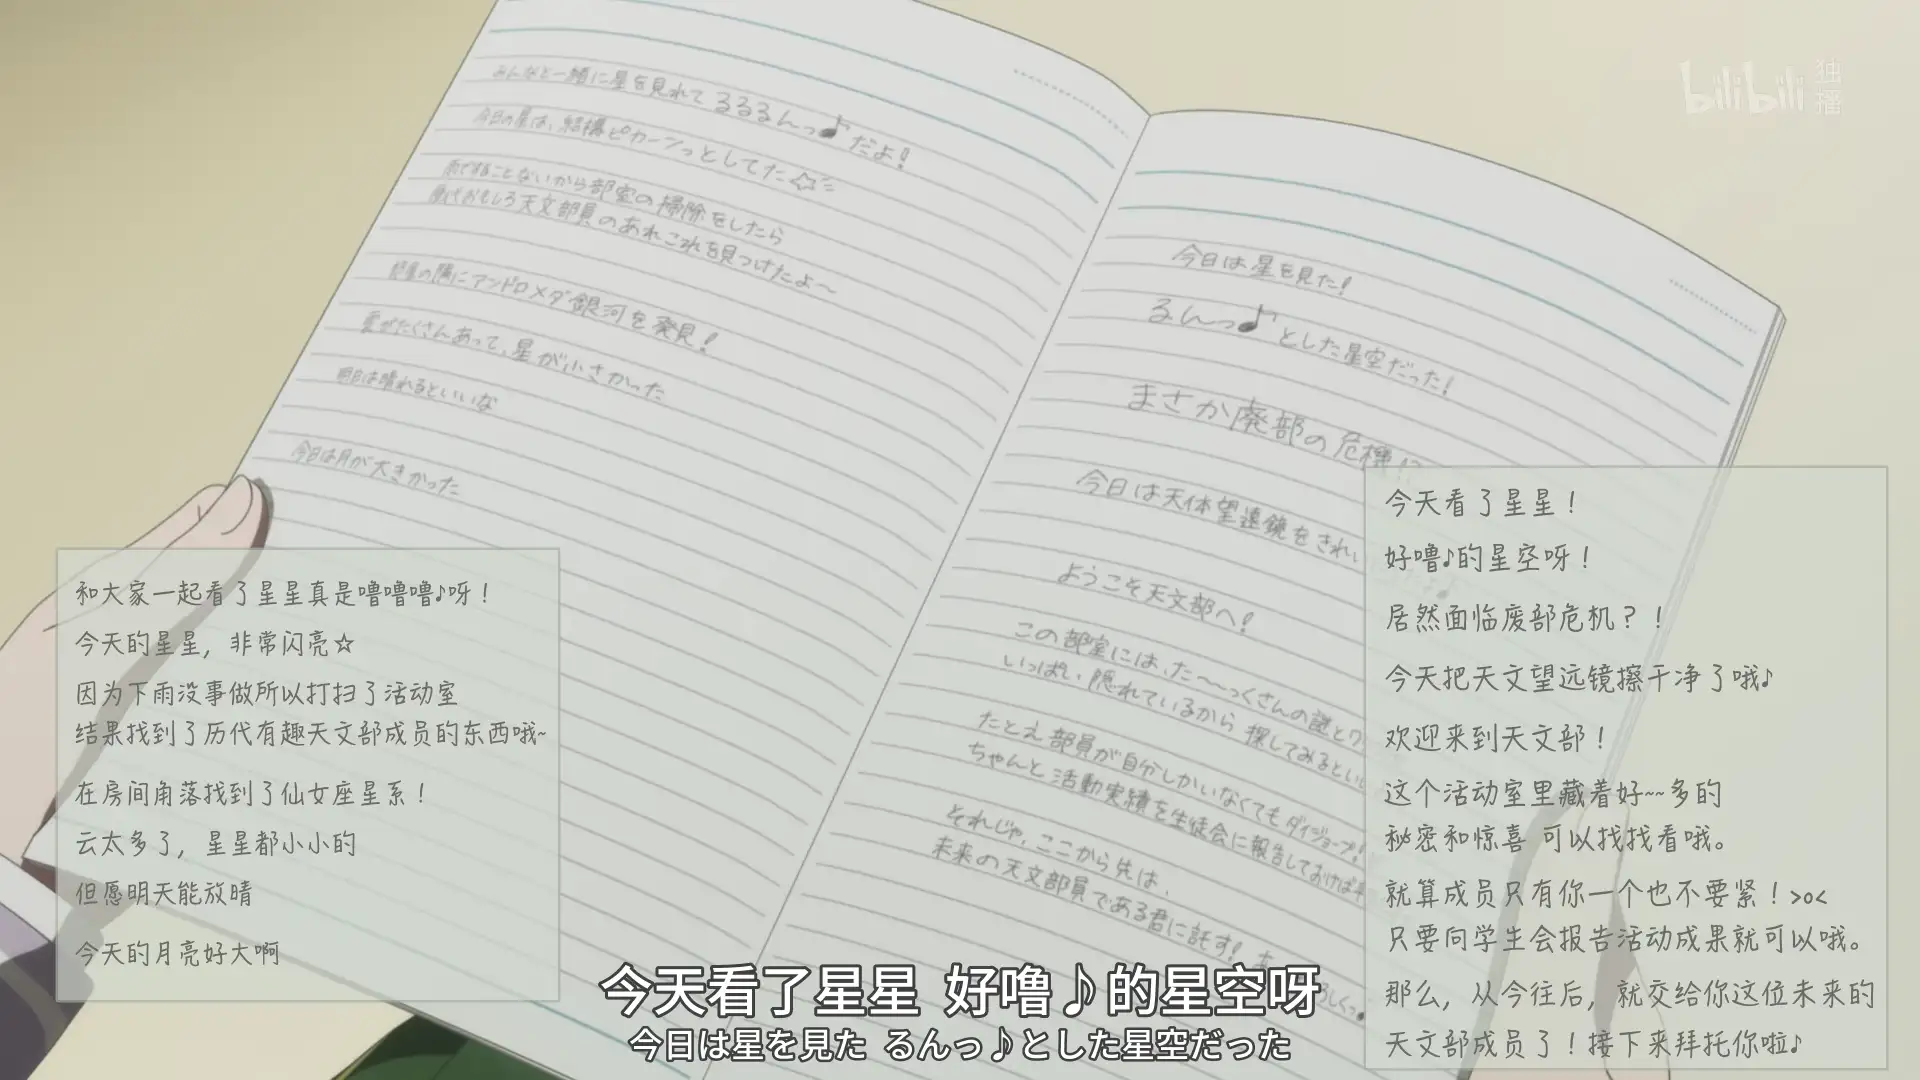 bilibili 独播
みんなと一緒に星を見れてるるるんっ♪だよ!
今日の星は、結構ピカーンっとしてた☆
雨ですることないから部室の掃除をしたら
歴代おもしろ天文部員のあれこれを見つけたよ〜
部屋の隅にアンドロメダ銀河を発見!
雲がたくさんあって、星が小さかった
明日は晴れるといいな
今日は月が大きかった
今日は星を見た!
るんっ♪とした星空だった!
まさか廃部の危機!?
今日は天体望遠鏡をきれい
ようこそ天文部へ!
この部室には、た〜〜っくさんの謎とワ
いっぱい隠れているから探してみるといい
たとえ部員が自分しかいなくてもダイジョーブ!
ちゃんと活動実績を生徒会に報告しておけば
それじゃ、ここから先は、
未来の天文部員である君に託す!
和大家一起看了星星真是噜噜噜♪呀!
今天的星星,非常闪亮☆
因为下雨没事做所以打扫了活动室
结果找到了历代有趣天文部成员的东西哦~
在房间角落找到了仙女座星系!
云太多了,星星都小小的
但愿明天能放晴
今天的月亮好大啊
今天看了星星!
好噜♪的星空呀!
居然面临废部危机?!
今天把天文望远镜擦干净了哦♪
欢迎来到天文部!
这个活动室里藏着好~~多的
秘密和惊喜 可以找找看哦。
就算成员只有你一个也不要紧!>o<
只要向学生会报告活动成果就可以哦。
那么,从今往后,就交给你这位未来的
天文部成员了!接下来拜托你啦♪
今天看了星星 好噜♪的星空呀
今日は星を見た るんっ♪とした星空だった